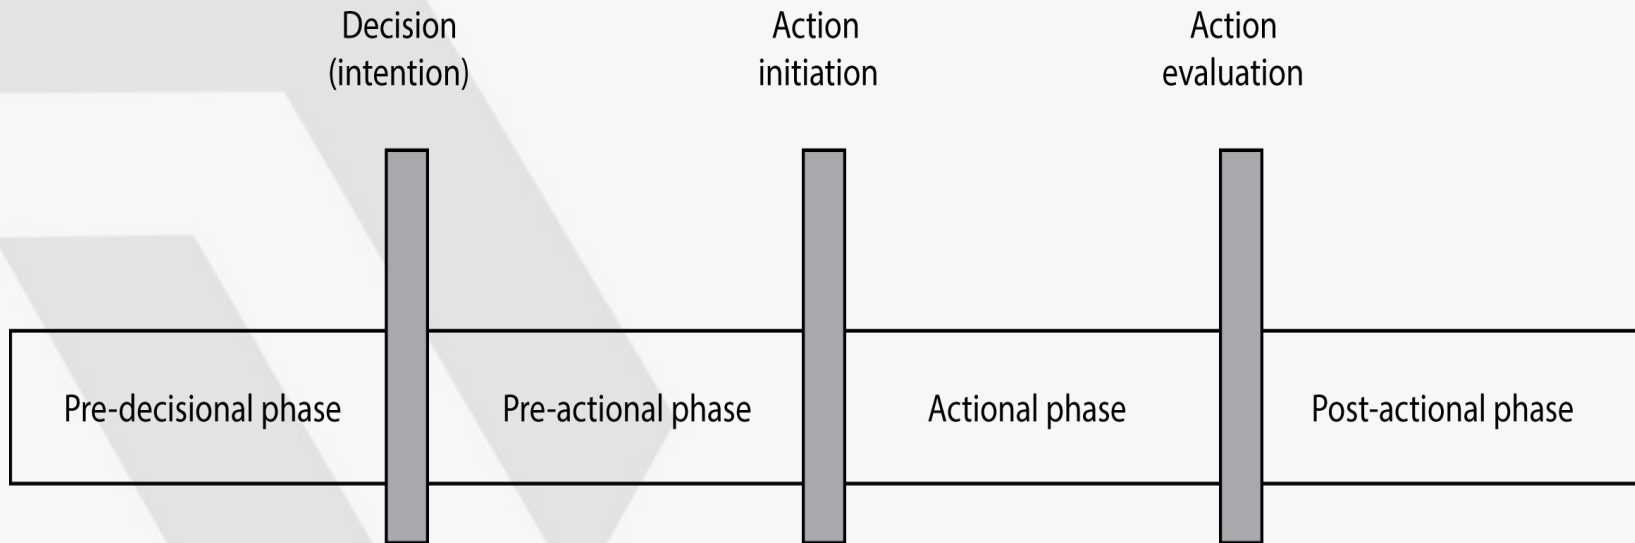 Decision
(intention)
Action
initiation
Action
evaluation
Pre-decisional phase
Pre-actional phase
Actional phase
Post-actional phase